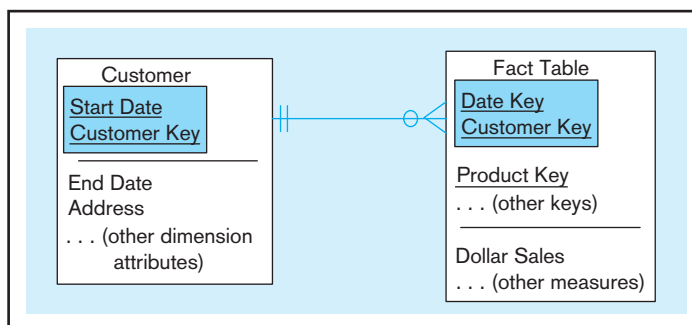 Customer
Start Date
Customer Key
End Date
Address
. . . (other dimension
attributes)
Fact Table
Date Key
Customer Key
Product Key
. . . (other keys)
Dollar Sales
. . . (other measures)